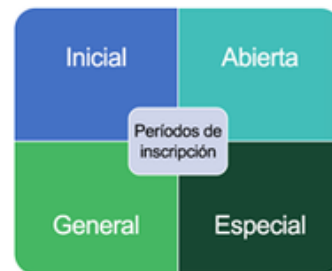 Inicial
Abierta
Períodos de
inscripción
General
Especial